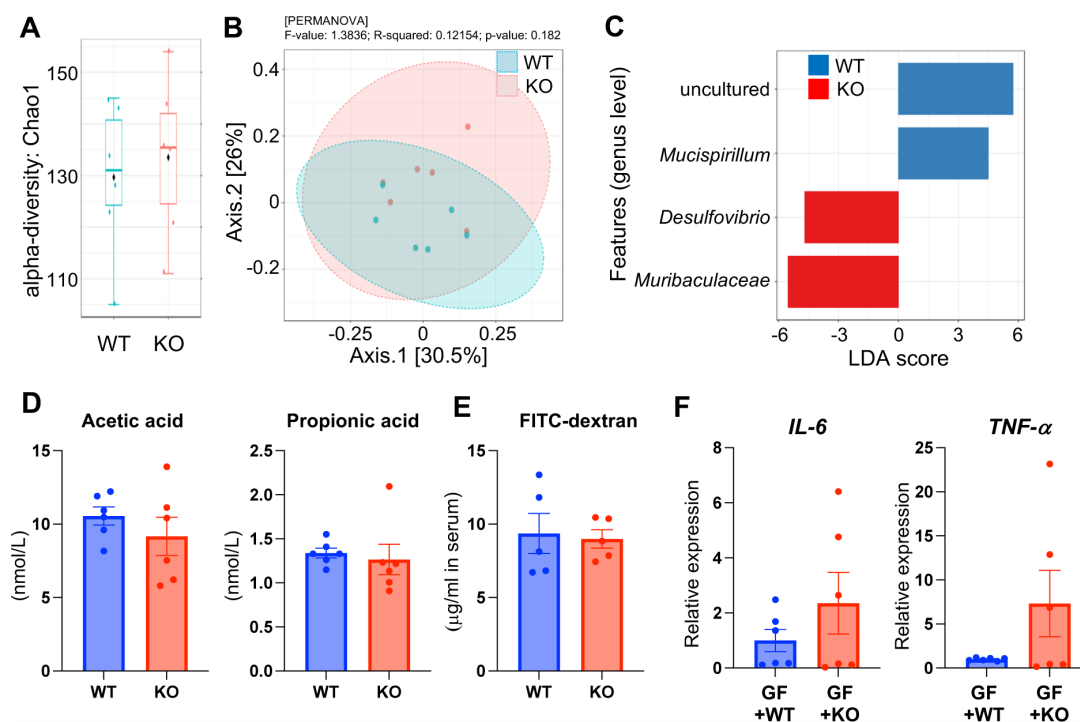 A
alpha-diversity: Chao1
150
130
110
WT
KO
B
[PERMANOVA]
F-value: 1.3836; R-squared: 0.12154; p-value: 0.182
WT
KO
Axis.2 [26%]
0.4
0.2
0
-0.2
-0.25
0
0.25
Axis.1 [30.5%]
C
Features (genus level)
WT
KO
uncultured
Mucispirillum
Desulfovibrio
Muribaculaceae
-6
-3
0
3
6
LDA score
D
Acetic acid
(nmol/L)
15
10
5
0
WT
KO
Propionic acid
(nmol/L)
2.5
2.0
1.5
1.0
0.5
0.0
WT
KO
E
FITC-dextran
(μg/ml in serum)
15
10
5
0
WT
KO
F
IL-6
Relative expression
8
6
4
2
0
GF
+WT
GF
+KO
TNF-α
Relative expression
25
20
15
10
5
0
GF
+WT
GF
+KO